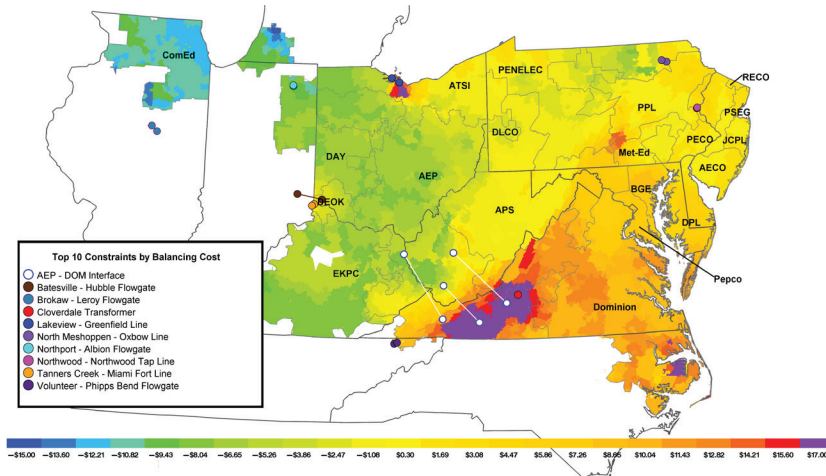 ComEd
ATSI
PENELEC
RECO
PPL
PSEG
DLCO
PECO
JCPL
DAY
Met-Ed
AEP
AECO
BGE
DEOK
APS
DPL
Top 10 Constraints by Balancing Cost
AEP - DOM Interface
Batesville - Hubble Flowgate
Brokaw - Leroy Flowgate
Cloverdale Transformer
Lakeview - Greenfield Line
North Meshoppen - Oxbow Line
Northport - Albion Flowgate
Northwood - Northwood Tap Line
Tanners Creek - Miami Fort Line
Volunteer - Phipps Bend Flowgate
EKPC
Pepco
Dominion
-$15.00 -$13.60 -$12.21 -$10.82 -$9.43 -$8.04 -$6.65 -$5.26 -$3.86 -$2.47 -$1.08 $0.30 $1.69 $3.08 $4.47 $5.86 $7.26 $8.65 $10.04 $11.43 $12.82 $14.21 $15.60 $17.00